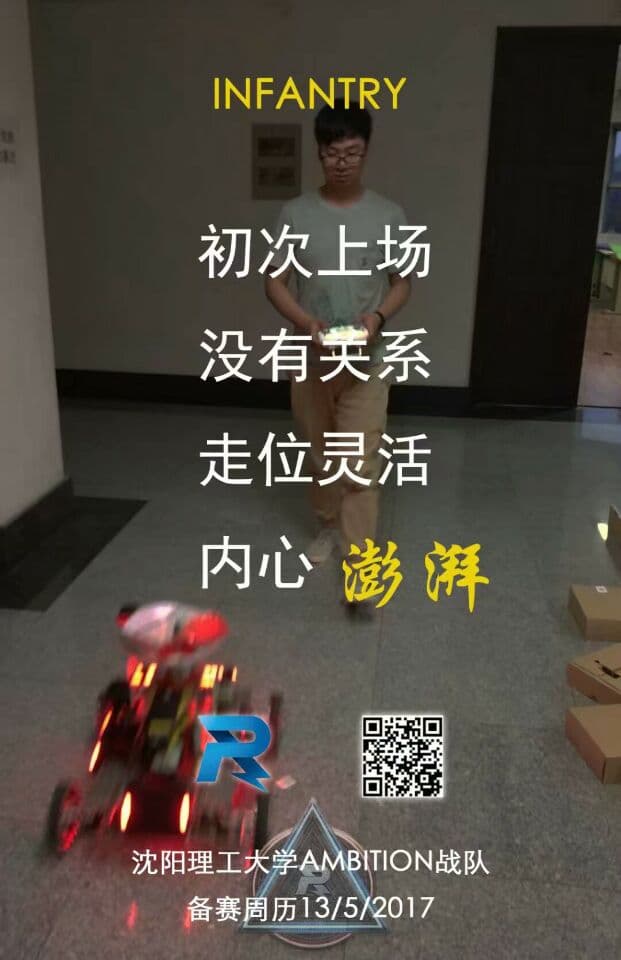 INFANTRY
初次上场
没有关系
走位灵活
内心 澎湃
沈阳理工大学AMBITION战队
备赛周历13/5/2017